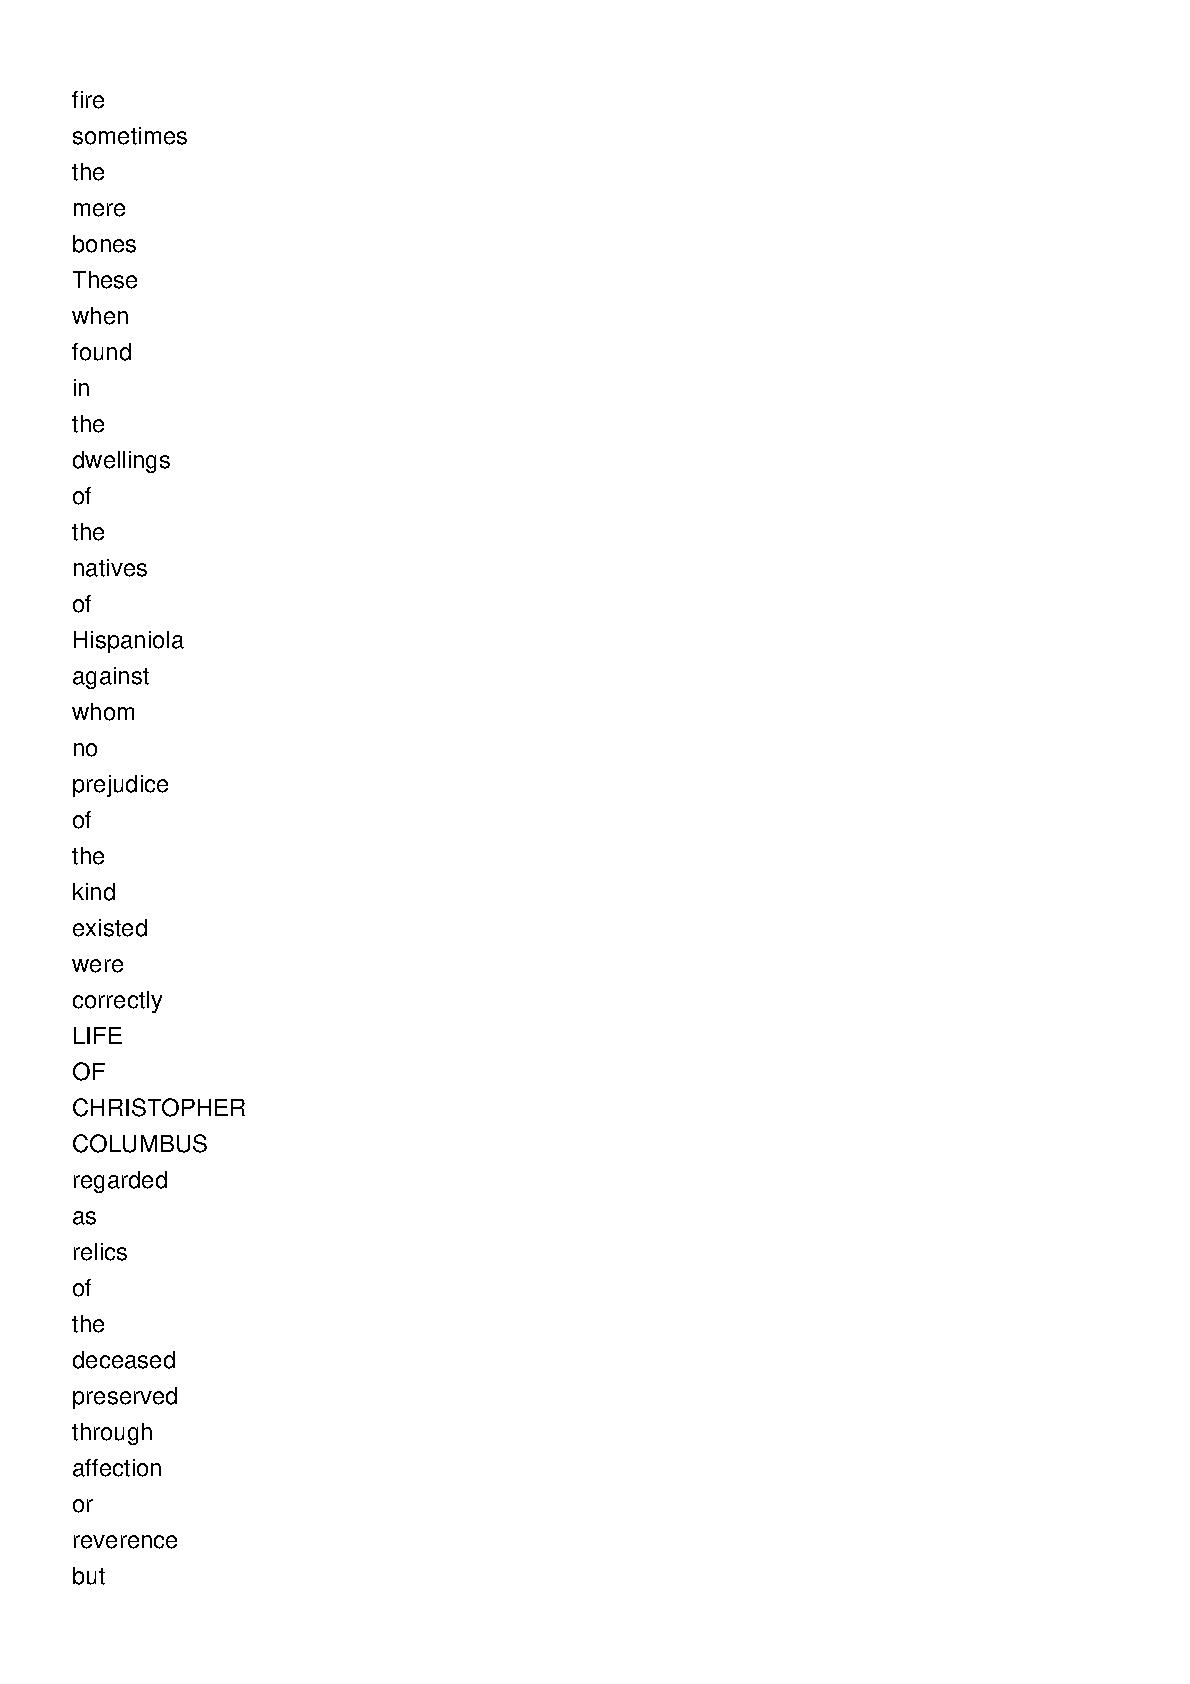 fire
sometimes
the
mere
bones
These
when
found
in
the
dwellings
of
the
natives
of
Hispaniola
against
whom
no
prejudice
of
the
kind
existed
were
correctly
LIFE
OF
CHRISTOPHER
COLUMBUS
regarded
as
relics
of
the
deceased
preserved
through
affection
or
reverence
but